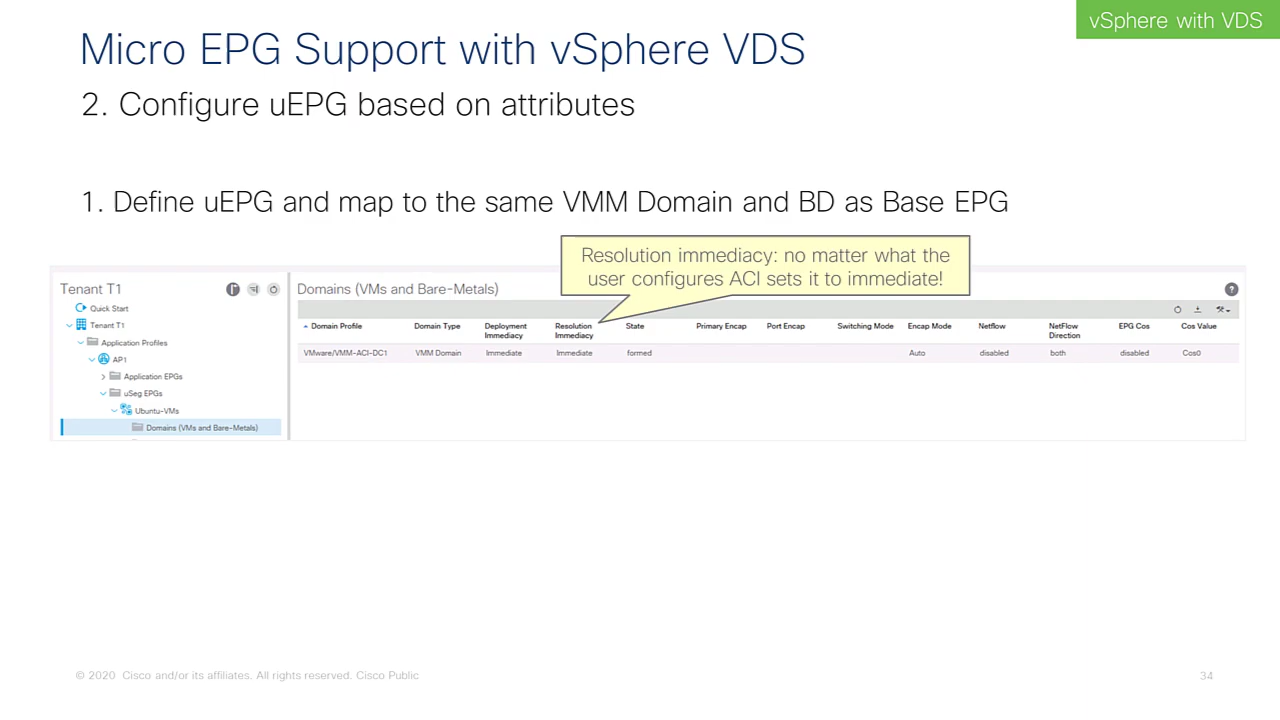 vSphere with VDS
Micro EPG Support with vSphere VDS
2. Configure uEPG based on attributes
1. Define uEPG and map to the same VMM Domain and BD as Base EPG
Resolution immediacy: no matter what the
user configures ACI sets it to immediate!
Tenant T1
Quick Start
Tenant T1
Application Profiles
AP1
Application EPGs
uSeg EPGs
Ubuntu-VMs
Domains (VMs and Bare-Metals)
Domains (VMs and Bare-Metals)
Domain Profile Domain Type Deployment Immediacy Resolution Immediacy State Primary Encap Port Encap Switching Mode Encap Mode Netflow NetFlow Direction EPG Cos Cos Value
VMware/VMM-ACI-DC1 VMM Domain Immediate Immediate formed Auto disabled both disabled Cos0
© 2020 Cisco and/or its affiliates. All rights reserved. Cisco Public
34